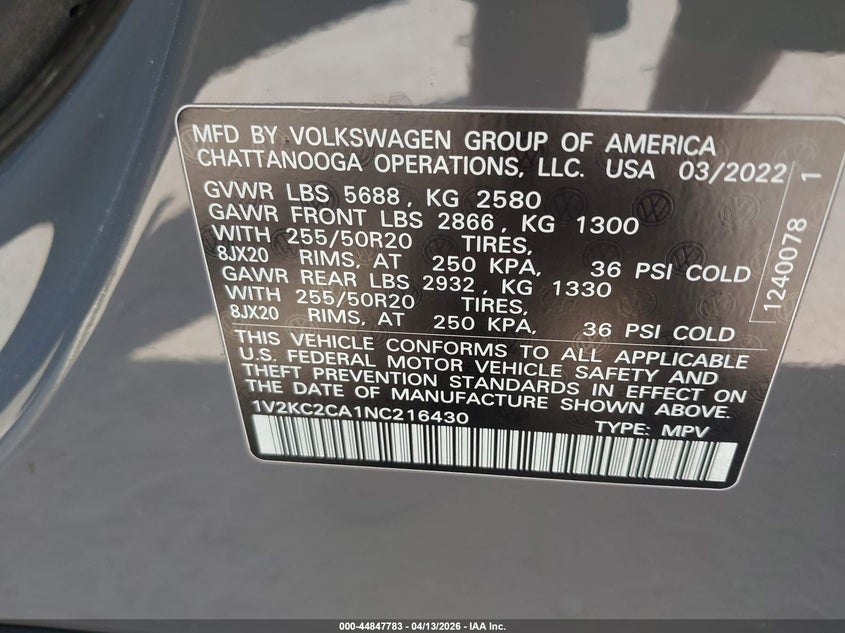 MFD BY VOLKSWAGEN GROUP OF AMERICA
CHATTANOOGA OPERATIONS, LLC. USA 03/2022
GVWR LBS 5688, KG 2580
GAWR FRONT LBS 2866, KG 1300
WITH 255/50R20 TIRES,
8JX20 RIMS, AT 250 KPA, 36 PSI COLD
GAWR REAR LBS 2932, KG 1330
WITH 255/50R20 TIRES,
8JX20 RIMS, AT 250 KPA, 36 PSI COLD
THIS VEHICLE CONFORMS TO ALL APPLICABLE
U.S. FEDERAL MOTOR VEHICLE SAFETY AND
THEFT PREVENTION STANDARDS IN EFFECT ON
THE DATE OF MANUFACTURE SHOWN ABOVE.
1V2KC2CA1NC216430 TYPE: MPV
1240078 1
000-44847783 - 04/13/2026 - IAA Inc.